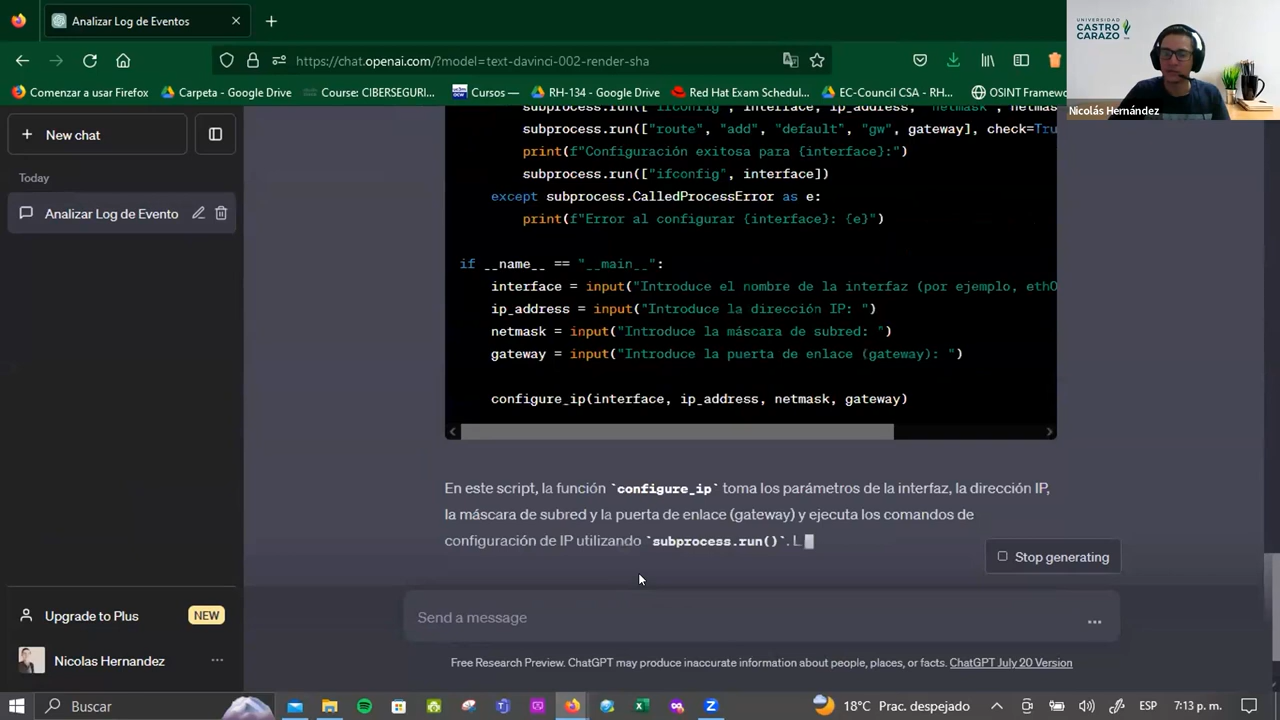 Analizar Log de Eventos
https://chat.openai.com/?model=text-davinci-002-render-sha
Comenzar a usar Firefox
Carpeta - Google Drive
Course: CIBERSEGURI...
Cursos —
RH-134 - Google Drive
Red Hat Exam Schedul...
EC-Council CSA - RH...
OSINT Framework
UNIVERSIDAD
CASTRO
CARAZO
Nicolás Hernández
New chat
Today
Analizar Log de Evento
Upgrade to Plus
NEW
Nicolas Hernandez
subprocess.run(["ifconfig", interface, ip_address, "netmask", netmas
subprocess.run(["route", "add", "default", "gw", gateway], check=Tru
print(f"Configuración exitosa para {interface}:")
subprocess.run(["ifconfig", interface])
except subprocess.CalledProcessError as e:
print(f"Error al configurar {interface}: {e}")
if __name__ == "__main__":
interface = input("Introduce el nombre de la interfaz (por ejemplo, eth0
ip_address = input("Introduce la dirección IP: ")
netmask = input("Introduce la máscara de subred: ")
gateway = input("Introduce la puerta de enlace (gateway): ")
configure_ip(interface, ip_address, netmask, gateway)
En este script, la función `configure_ip` toma los parámetros de la interfaz, la dirección IP,
la máscara de subred y la puerta de enlace (gateway) y ejecuta los comandos de
configuración de IP utilizando `subprocess.run()`. L
Stop generating
Send a message
Free Research Preview. ChatGPT may produce inaccurate information about people, places, or facts. ChatGPT July 20 Version
Buscar
18°C Prac. despejado
ESP
7:13 p. m.